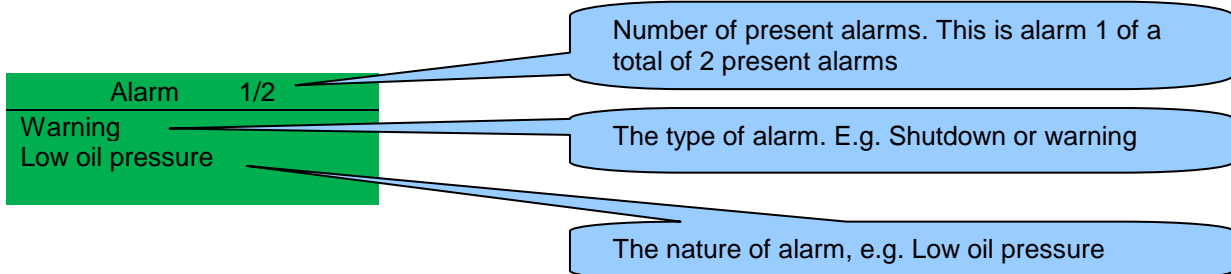 Number of present alarms. This is alarm 1 of a
total of 2 present alarms
Alarm 1/2
Warning
Low oil pressure
The type of alarm. E.g. Shutdown or warning
The nature of alarm, e.g. Low oil pressure